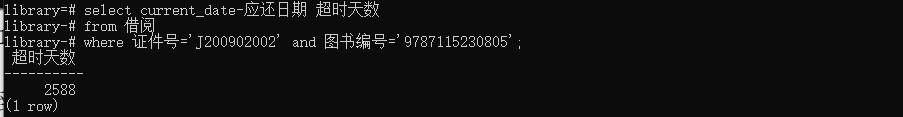 library=# select current_date-应还日期 超时天数
library-# from 借阅
library-# where 证件号='J200902002' and 图书编号='9787115230805';
超时天数
----------
2588
(1 row)